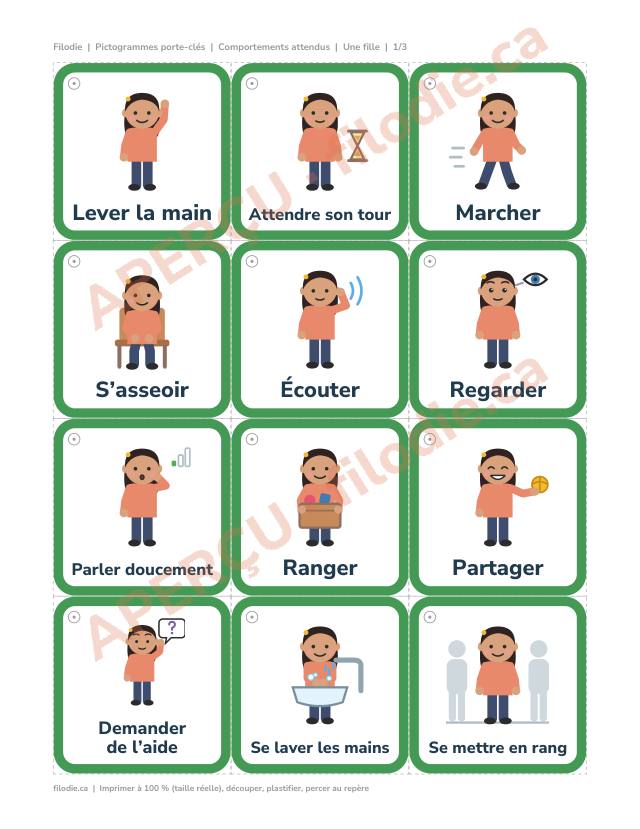 Filodie | Pictogrammes porte-clés | Comportements attendus | Une fille | 1/3
Lever la main
Attendre son tour
Marcher
S'asseoir
Écouter
Regarder
Parler doucement
Ranger
Partager
?
Demander
de l'aide
Se laver les mains
Se mettre en rang
APERÇU · filodie.ca
APERÇU · filodie.ca
filodie.ca | Imprimer à 100 % (taille réelle), découper, plastifier, percer au repère